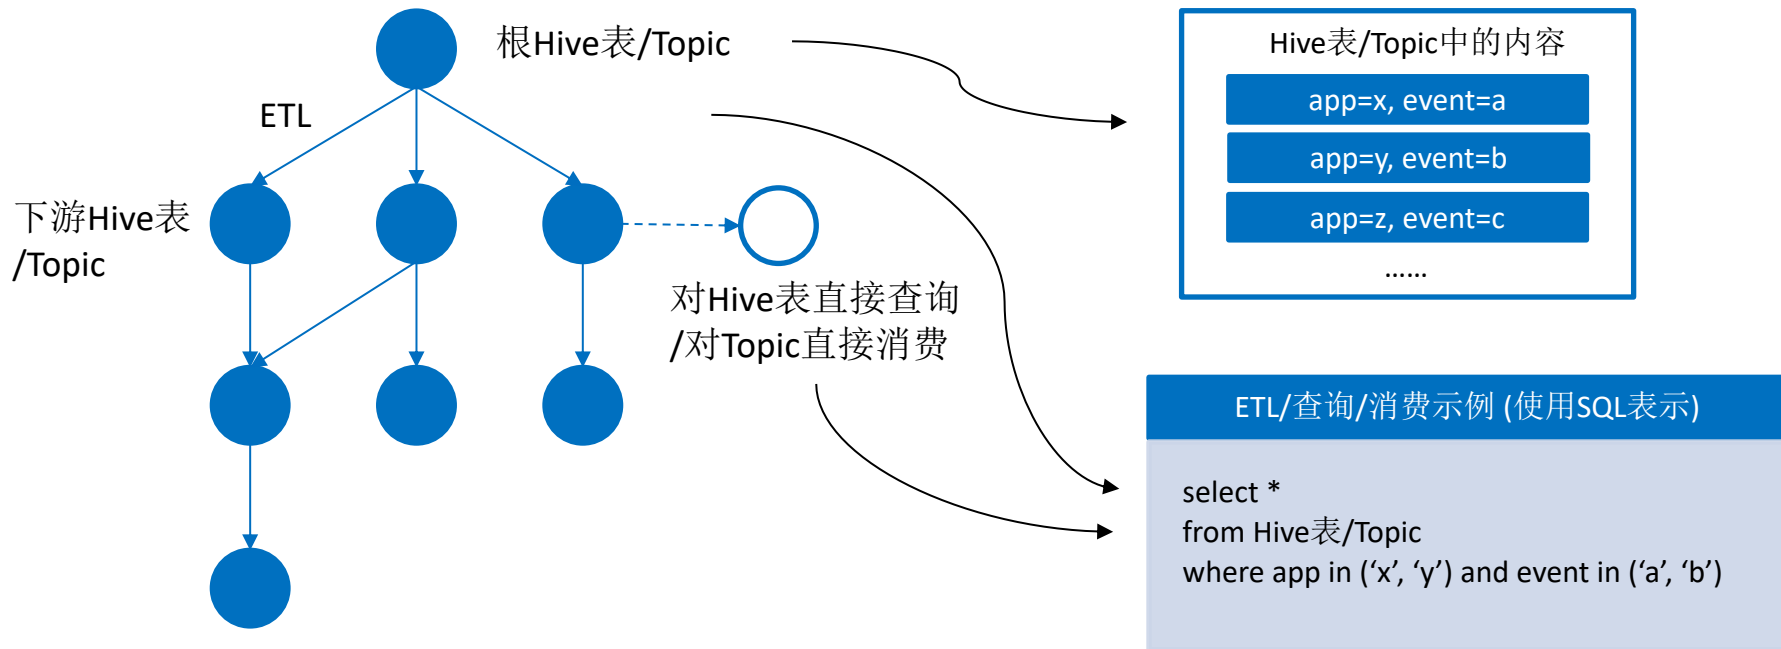 根Hive表/Topic
ETL
下游Hive表
/Topic
对Hive表直接查询
/对Topic直接消费
Hive表/Topic中的内容
app=x, event=a
app=y, event=b
app=z, event=c
……
ETL/查询/消费示例 (使用SQL表示)
select *
from Hive表/Topic
where app in (‘x’, ‘y’) and event in (‘a’, ‘b’)